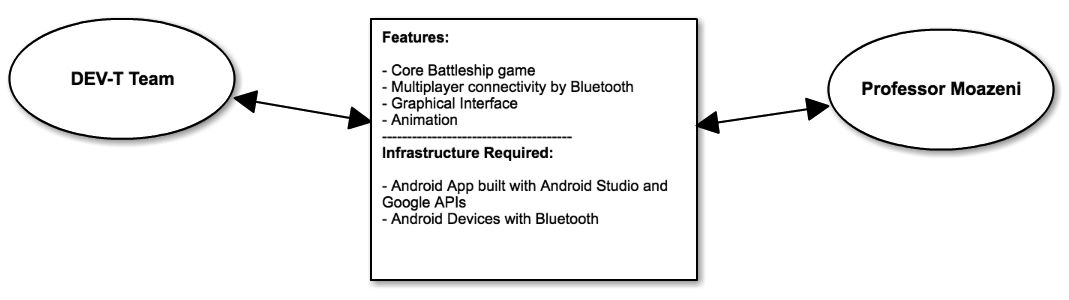 DEV-T Team
Features:
- Core Battleship game
- Multiplayer connectivity by Bluetooth
- Graphical Interface
- Animation
--------------------------------------
Infrastructure Required:
- Android App built with Android Studio and
Google APIs
- Android Devices with Bluetooth
Professor Moazeni